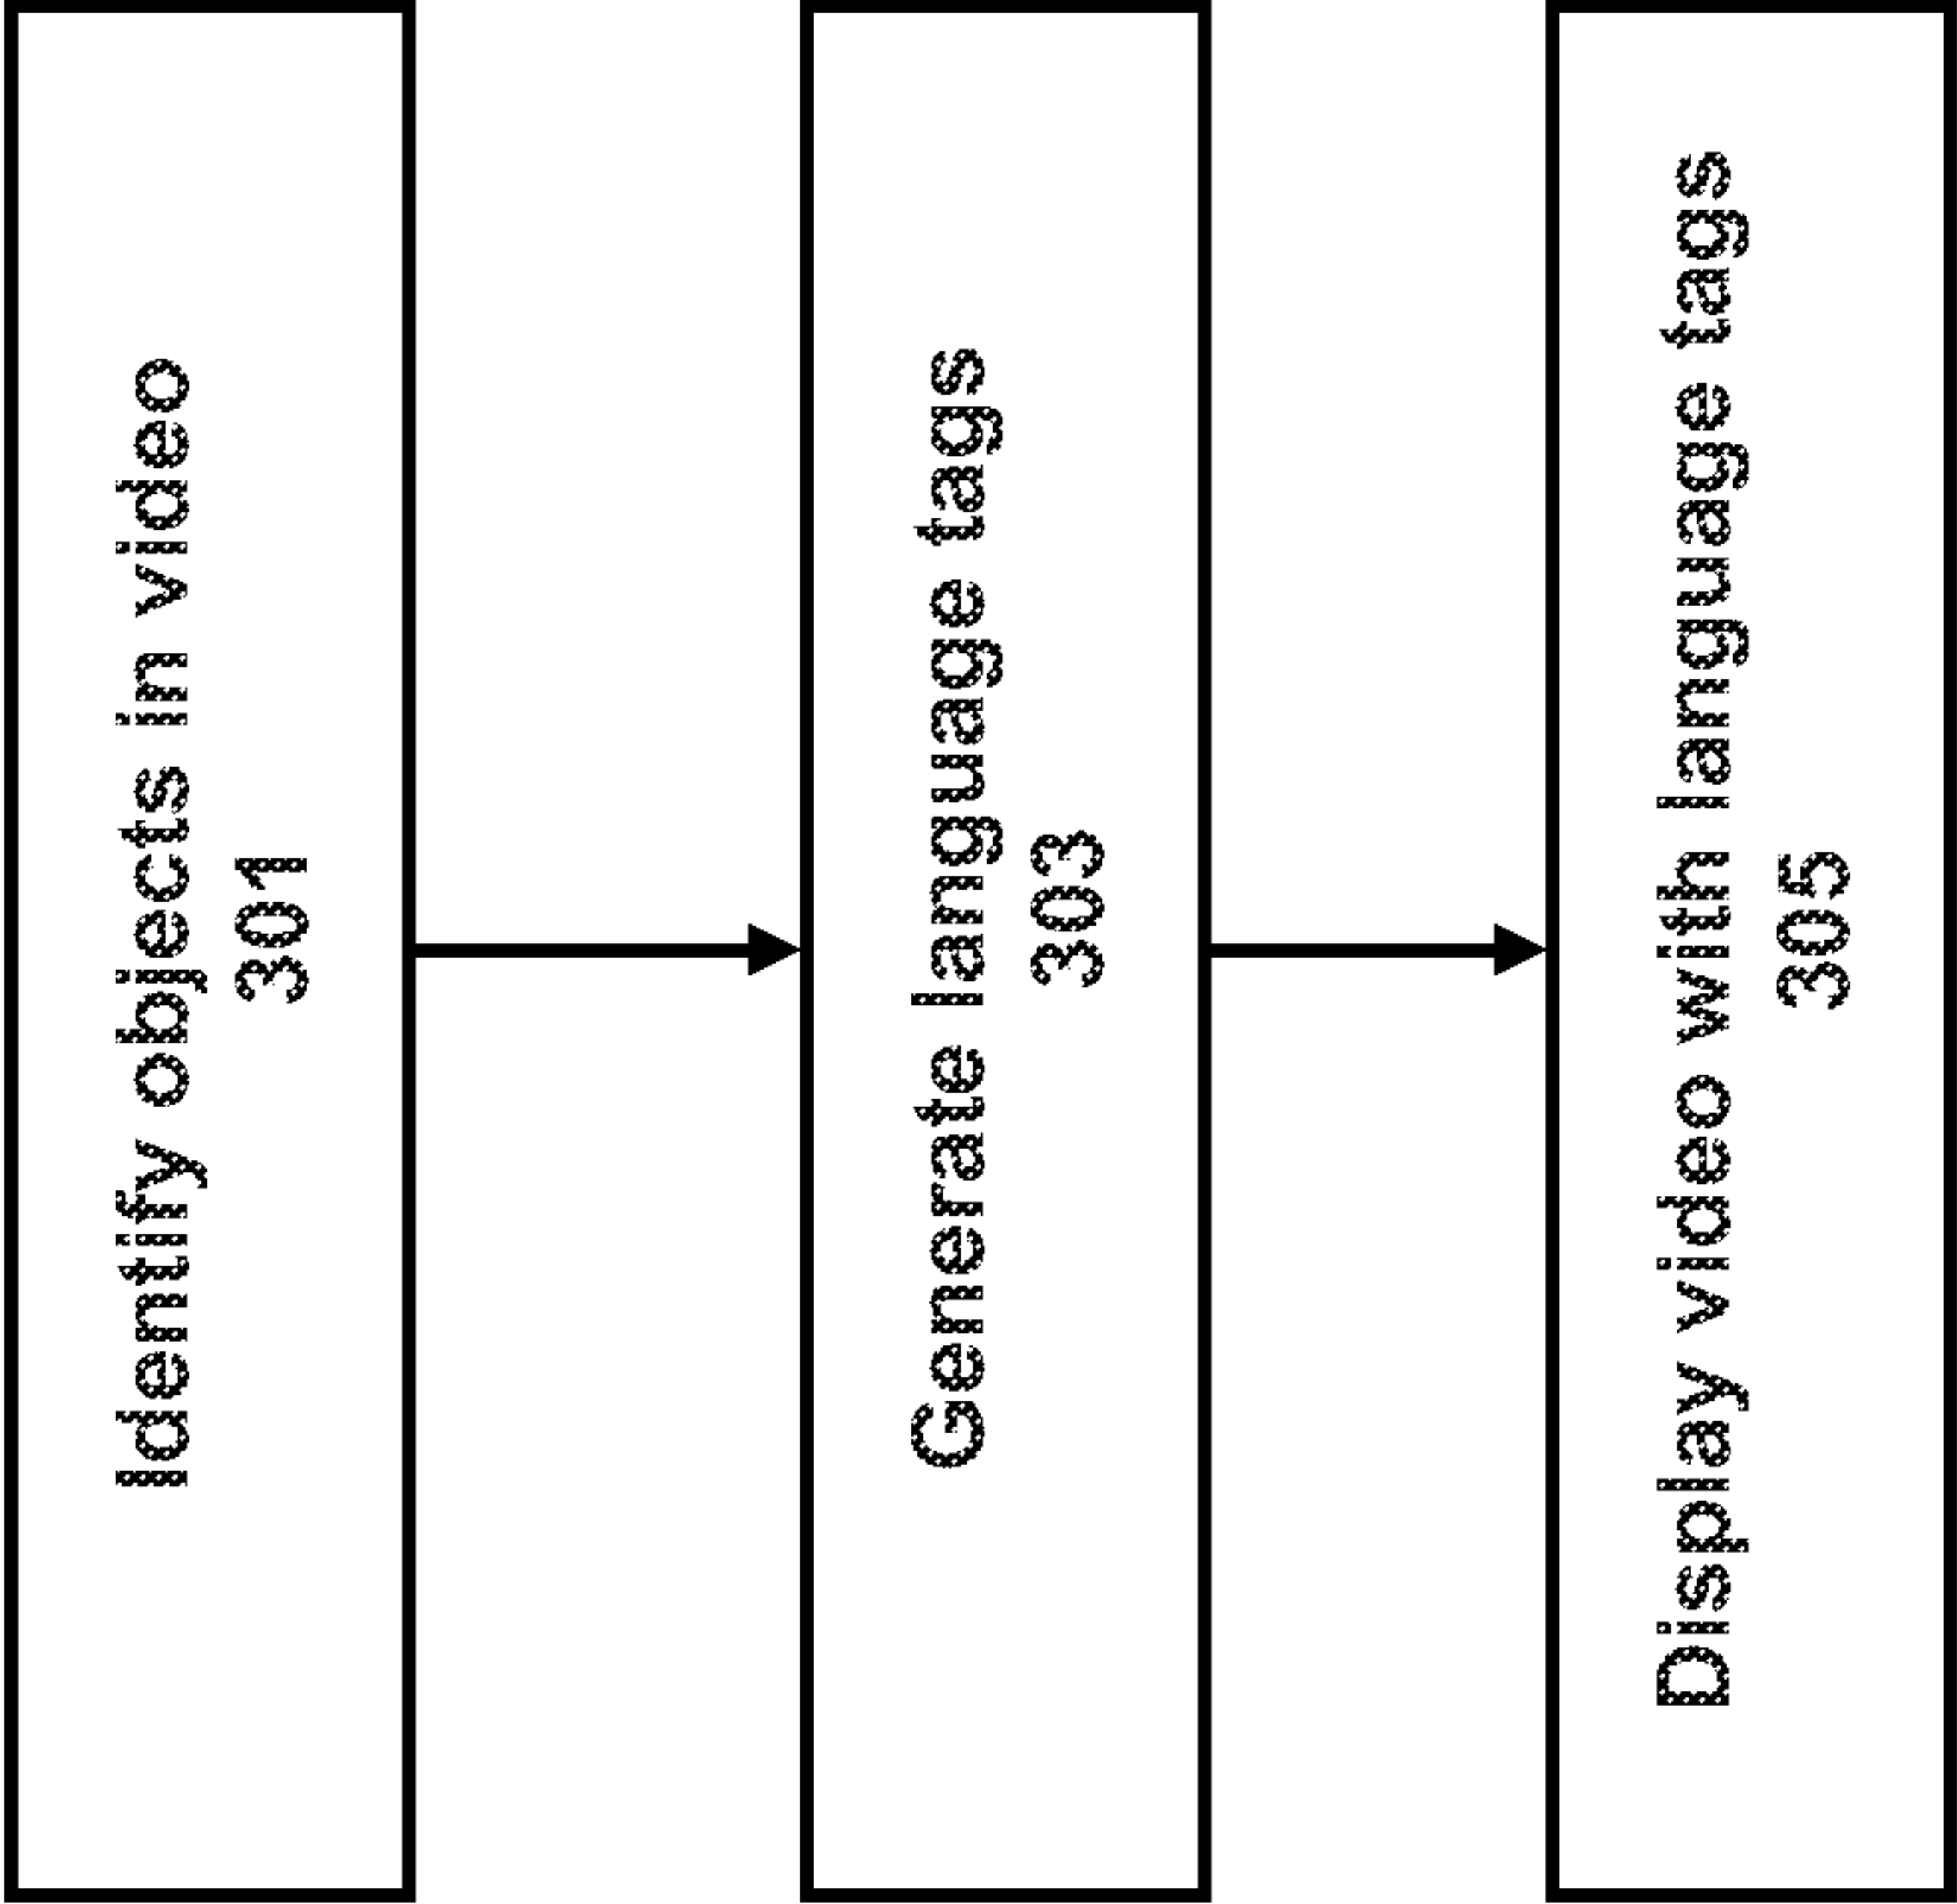 Identify objects in video
301
Generate language tags
303
Display video with language tags
305